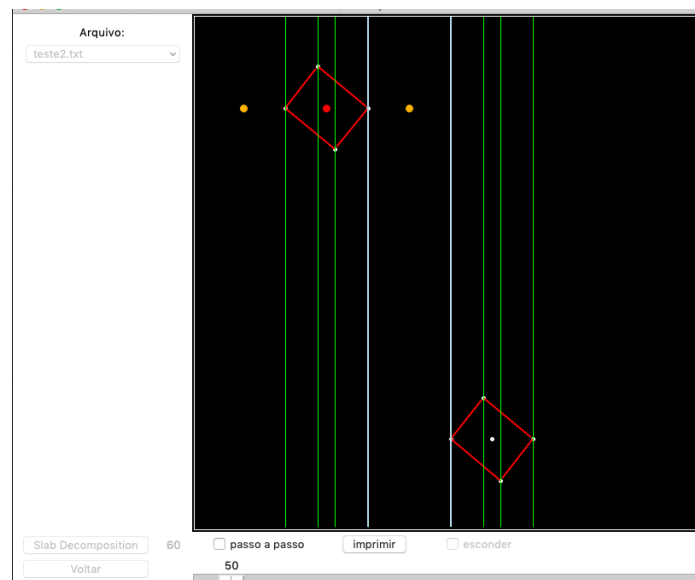 Arquivo:
teste2.txt
Slab Decomposition 60
passo a passo
imprimir
esconder
Voltar
50